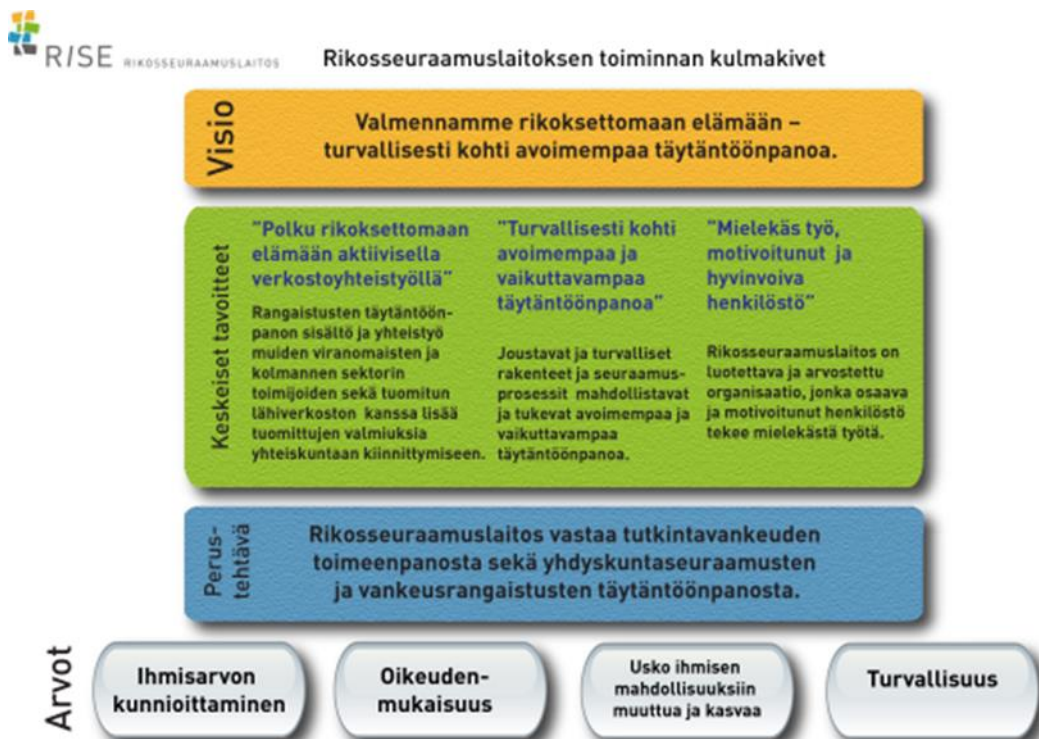 RISE RIKOSSEURAAMUSLAITOS
Rikosseuraamuslaitoksen toiminnan kulmakivet
Visio
Valmennamme rikoksettomaan elämään –
turvallisesti kohti avoimempaa täytäntöönpanoa.
Keskeiset tavoitteet
"Polku rikoksettomaan
elämään aktiivisella
verkostoyhteistyöllä"
Rangaistusten täytäntöön-
panon sisältö ja yhteistyö
muiden viranomaisten ja
kolmannen sektorin
toimijoiden sekä tuomitun
lähiverkoston kanssa lisää
tuomittujen valmiuksia
yhteiskuntaan kiinnittymiseen.
"Turvallisesti kohti
avoimempaa ja
vaikuttavampaa
täytäntöönpanoa"
Joustavat ja turvalliset
rakenteet ja seuraamus-
prosessit mahdollistavat
ja tukevat avoimempaa ja
vaikuttavampaa
täytäntöönpanoa.
"Mielekäs työ,
motivoitunut ja
hyvinvoiva
henkilöstö"
Rikosseuraamuslaitos on
luotettava ja arvostettu
organisaatio, jonka osaava
ja motivoitunut henkilöstö
tekee mielekästä työtä.
Perus-
tehtävä
Rikosseuraamuslaitos vastaa tutkintavankeuden
toimeenpanosta sekä yhdyskuntaseuraamusten
ja vankeusrangaistusten täytäntöönpanosta.
Arvot
Ihmisarvon
kunnioittaminen
Oikeuden-
mukaisuus
Usko ihmisen
mahdollisuuksiin
muuttua ja kasvaa
Turvallisuus